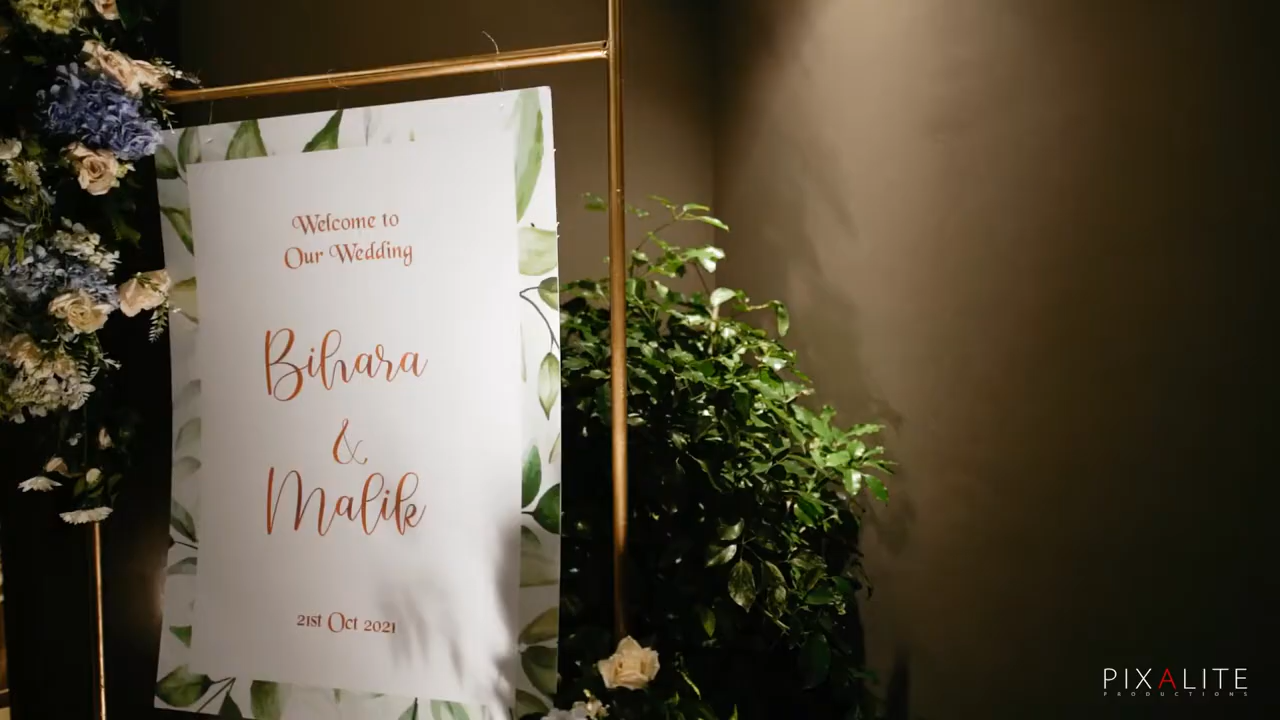 Welcome to
Our Wedding
Bihara
&
Malik
21st Oct 2021
PIXALITE
PRODUCTIONS